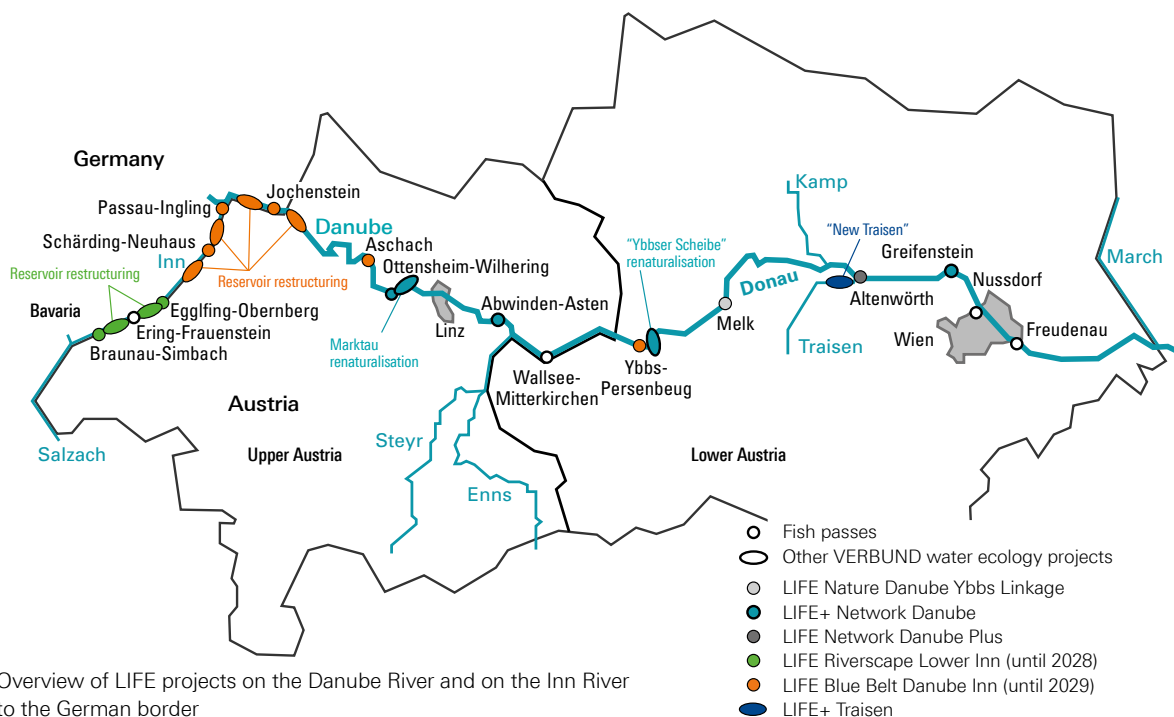 Germany
Kamp
Jochenstein
Passau-Ingling
Danube
"New Traisen"
Schärding-Neuhaus
Aschach
"Ybbser Scheibe"
renaturalisation
Greifenstein
March
Inn
Ottensheim-Wilhering
Reservoir restructuring
Reservoir restructuring
Donau
Nussdorf
Bavaria
Egglfing-Obernberg
Abwinden-Asten
Altenwörth
Ering-Frauenstein
Linz
Melk
Freudenau
Braunau-Simbach
Marktau
renaturalisation
Wien
Traisen
Ybbs-
Persenbeug
Wallsee-
Mitterkirchen
Austria
Steyr
Salzach
Upper Austria
Lower Austria
Enns
Fish passes
Other VERBUND water ecology projects
LIFE Nature Danube Ybbs Linkage
LIFE+ Network Danube
LIFE Network Danube Plus
LIFE Riverscape Lower Inn (until 2028)
LIFE Blue Belt Danube Inn (until 2029)
LIFE+ Traisen
Overview of LIFE projects on the Danube River and on the Inn River
to the German border